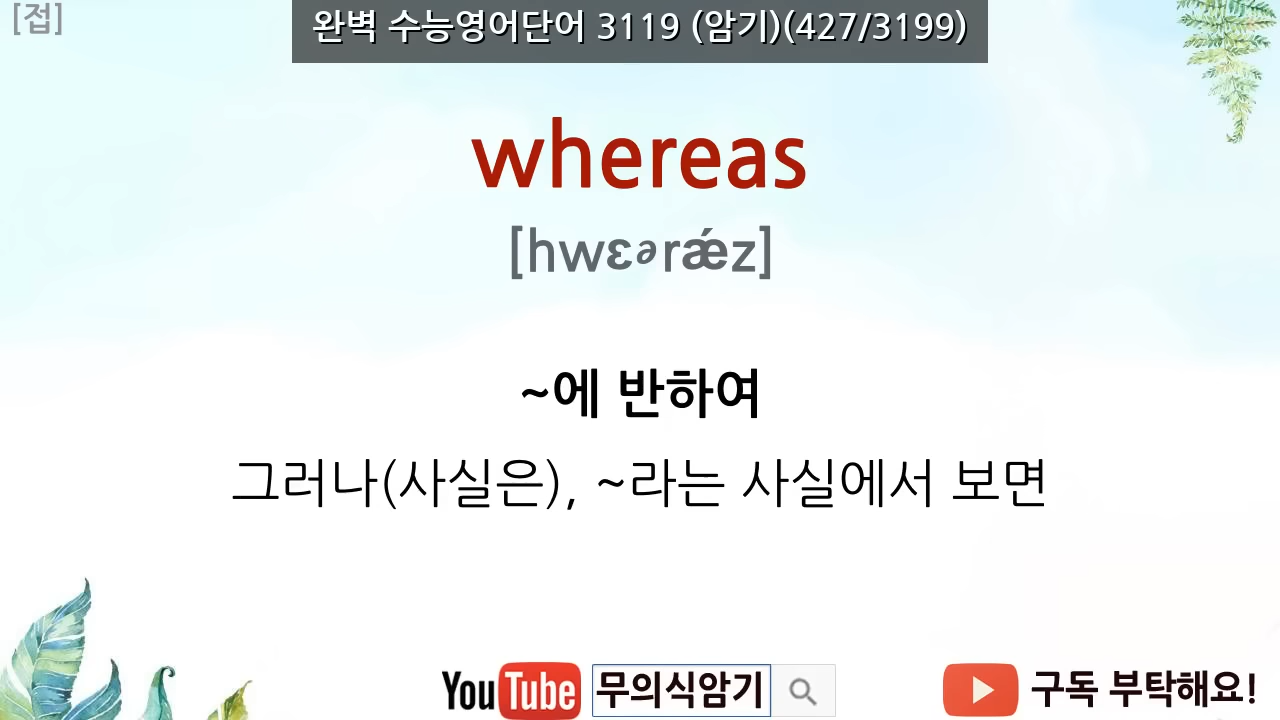 [접]
완벽 수능영어단어 3119 (암기)(427/3199)
whereas
[hwɛərǽz]
~에 반하여
그러나(사실은), ~라는 사실에서 보면
YouTube 무의식암기
구독 부탁해요!